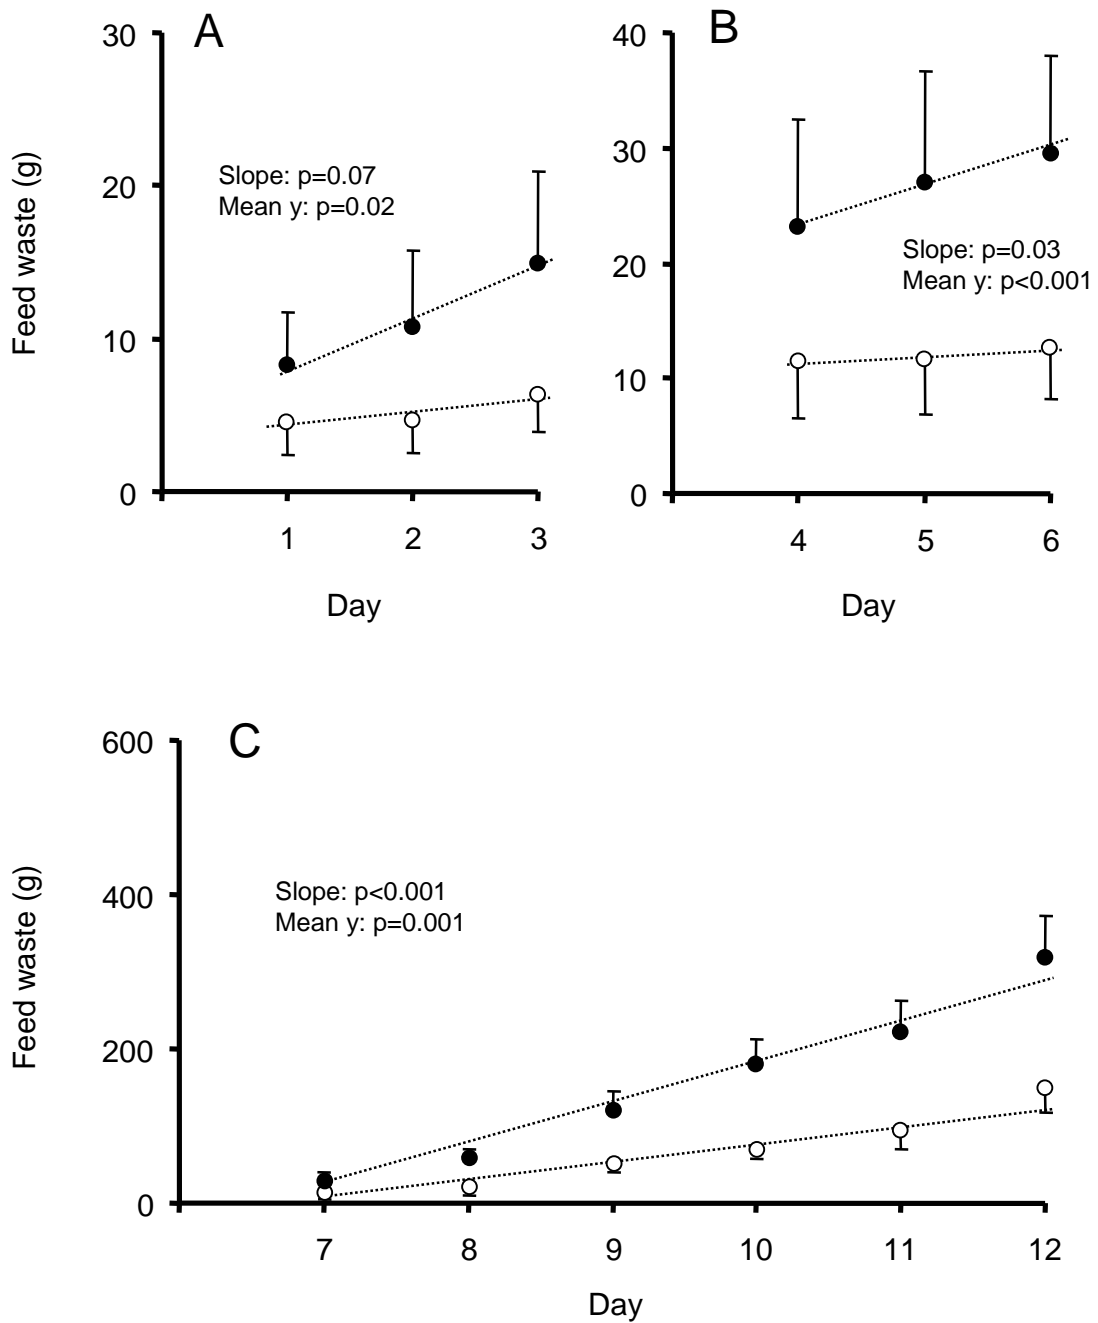 A
30
20
10
0
Feed waste (g)
Slope: p=0.07
Mean y: p=0.02
1 2 3
Day
B
40
30
20
10
0
Slope: p=0.03
Mean y: p<0.001
4 5 6
Day
C
600
400
200
0
Feed waste (g)
Slope: p<0.001
Mean y: p=0.001
7 8 9 10 11 12
Day